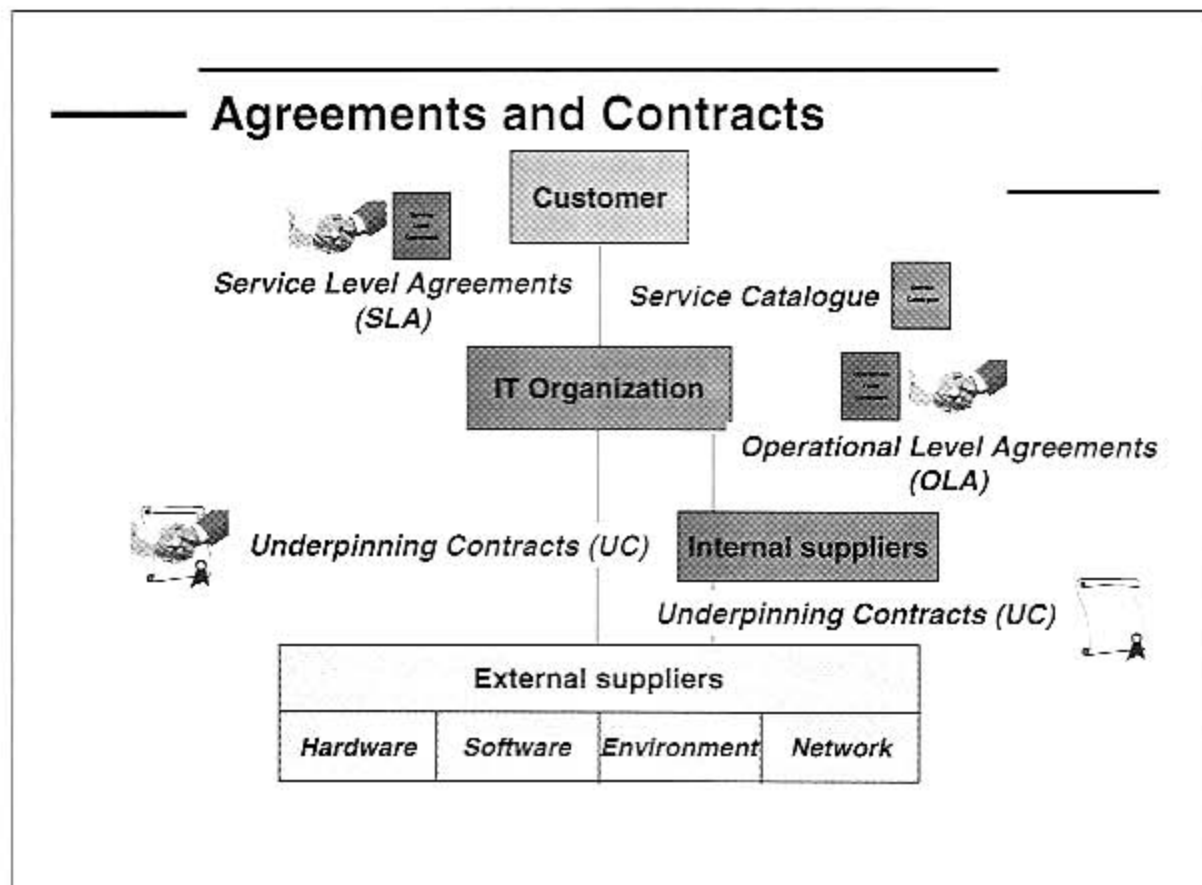 Agreements and Contracts
Customer
Service Level Agreements
(SLA)
Service Catalogue
IT Organization
Operational Level Agreements
(OLA)
Underpinning Contracts (UC)
Internal suppliers
Underpinning Contracts (UC)
External suppliers
Hardware
Software
Environment
Network